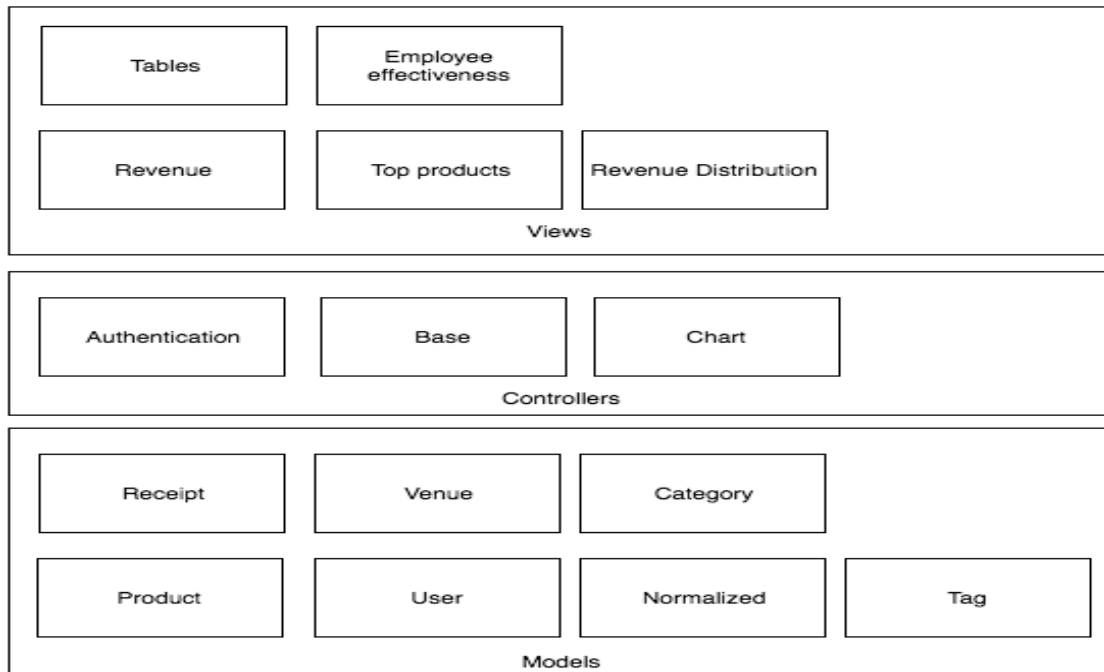 Tables
Employee
effectiveness
Revenue
Top products
Revenue Distribution
Views
Authentication
Base
Chart
Controllers
Receipt
Venue
Category
Product
User
Normalized
Tag
Models